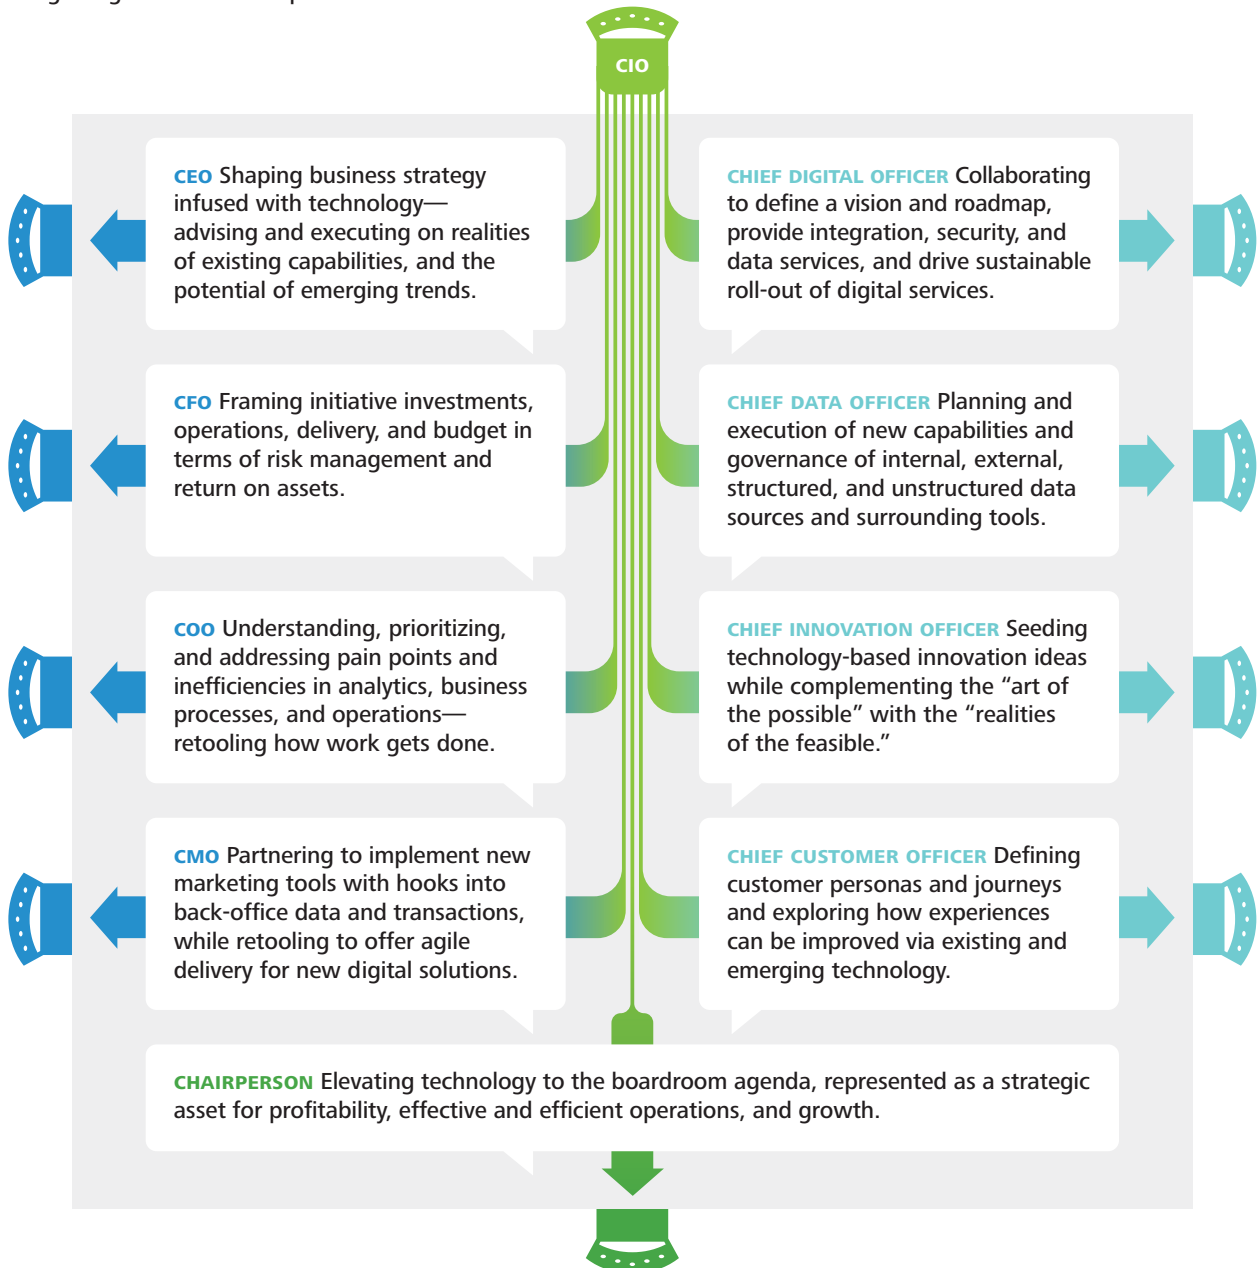 CIO
CEO Shaping business strategy
infused with technology—
advising and executing on realities
of existing capabilities, and the
potential of emerging trends.
CHIEF DIGITAL OFFICER Collaborating
to define a vision and roadmap,
provide integration, security, and
data services, and drive sustainable
roll-out of digital services.
CFO Framing initiative investments,
operations, delivery, and budget in
terms of risk management and
return on assets.
CHIEF DATA OFFICER Planning and
execution of new capabilities and
governance of internal, external,
structured, and unstructured data
sources and surrounding tools.
COO Understanding, prioritizing,
and addressing pain points and
inefficiencies in analytics, business
processes, and operations—
retooling how work gets done.
CHIEF INNOVATION OFFICER Seeding
technology-based innovation ideas
while complementing the “art of
the possible” with the “realities
of the feasible.”
CMO Partnering to implement new
marketing tools with hooks into
back-office data and transactions,
while retooling to offer agile
delivery for new digital solutions.
CHIEF CUSTOMER OFFICER Defining
customer personas and journeys
and exploring how experiences
can be improved via existing and
emerging technology.
CHAIRPERSON Elevating technology to the boardroom agenda, represented as a strategic
asset for profitability, effective and efficient operations, and growth.